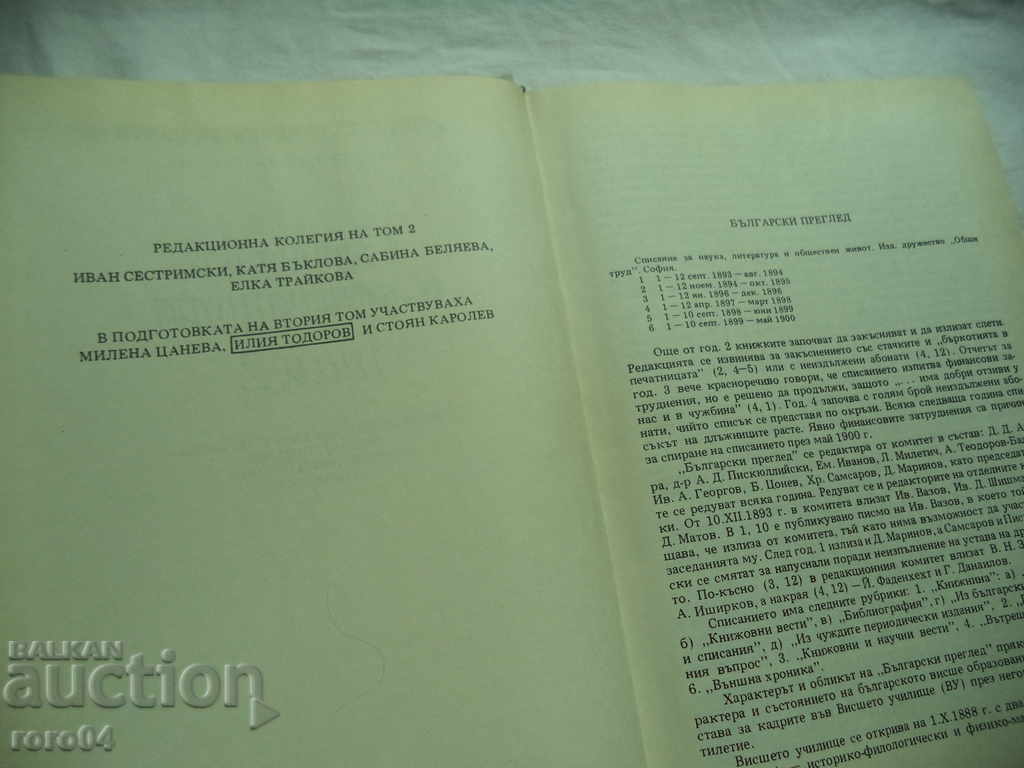 РЕДАКЦИОННА КОЛЕГИЯ НА ТОМ 2
ИВАН СЕСТРИМСКИ, КАТЯ БЪКЛОВА, САБИНА БЕЛЯЕВА,
ЕЛКА ТРАЙКОВА
В ПОДГОТОВКАТА НА ВТОРИЯ ТОМ УЧАСТВУВАХА
МИЛЕНА ЦАНЕВА, ИЛИЯ ТОДОРОВ И СТОЯН КАРОЛЕВ
БЪЛГАРСКИ ПРЕГЛЕД
Списание за наука, литература и обществен живот. Изд. дружество „Общи
труд". София.
1 1 — 12 септ. 1893 — авг. 1894
2 1 — 12 ноем. 1894 — окт. 1895
3 1 — 12 ян. 1896 — дек. 1896
4 1 — 12 апр. 1897 — март 1898
5 1 — 10 септ. 1898 — юни 1899
6 1 — 10 септ. 1899 — май 1900
Още от год. 2 книжките започват да закъсняват и да излизат слети.
Редакцията се извинява за закъснението със стачките и „бъркотията в
печатницата" (2, 4—5) или с неиздължени абонати (4, 12). Отчетът за
год. 3 вече красноречиво говори, че списанието изпитва финансови за-
труднения, но е решено да продължи, защото „... има добри отзиви у
нас и в чужбина" (4, 1). Год. 4 започва с голям брой неиздължени або-
нати, чийто списък се представя по окръзи. Всяка следваща година спи-
съкът на длъжниците расте. Явно финансовите затруднения са причи
за спиране на списанието през май 1900 г.
„Български преглед" се редактира от комитет в състав: Д. Д. А
ра, д-р А. Д. Пискюллийски, Ем. Иванов, Л. Милетич, А. Теодоров-Ба
Ив. А. Георгов, Б. Цонев, Хр. Самсаров, Д. Маринов, като председат
те се редуват всяка година. Редуват се и редакторите на отделните к
ки. От 10.XII.1893 г. в комитета влизат Ив. Вазов, Ив. Д. Шишма
Д. Матов. В 1, 10 е публикувано писмо на Ив. Вазов, в което той
щава, че излиза от комитета, тъй като няма възможност да участ
заседанията му. След год. 1 излиза и Д. Маринов, а Самсаров и Писк
ски се смятат за напуснали поради неизпълнение на устава на др
то. По-късно (3, 12) в редакционния комитет влизат В. Н. З
А. Иширков, а накрая (4, 12) — Й. Фаденхехт и Г. Данаилов.
Списанието има следните рубрики: 1. „Книжнина": а)
б) „Книжовни вести", в) „Библиография", г) „Из български
и списания", д) „Из чуждите периодически издания". 2.
ния въпрос", 3. „Книжовни и научни вести", 4. „Вътреш
6. „Външна хроника".
Характерът и обликът на „Български преглед" прик
рактера и състоянието на българското висше образован
става за кадрите във Висшето училище (ВУ) през него
тилетие.
Висшето училище се открива на 1.X.1888 г. с два
историко-филологически и физико-ма
BALKAN
auction
roro04